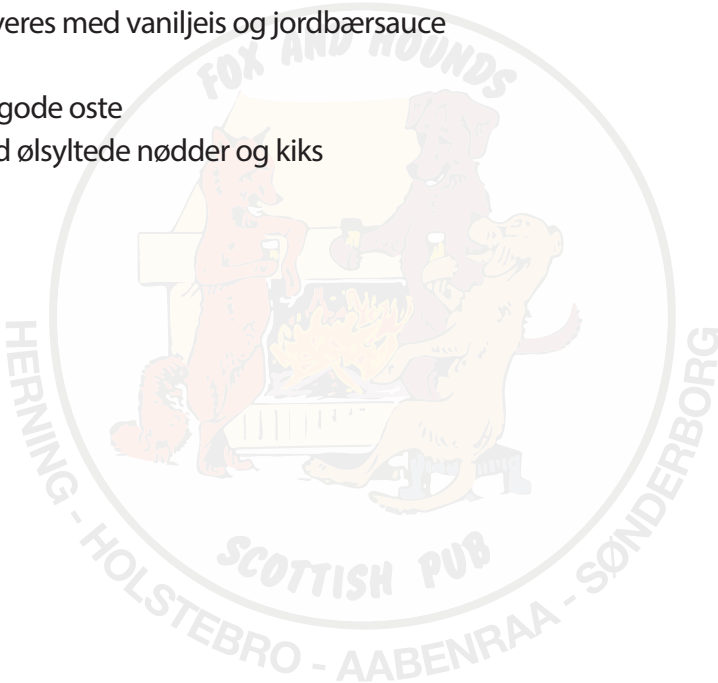 veres med vaniljeis og jordbærsauce
gode oste
d ølsyltede nødder og kiks
FOX AND HOUNDS
SCOTTISH PUB
HERNING - HOLSTEBRO - AABENRAA - SØNDERBORG